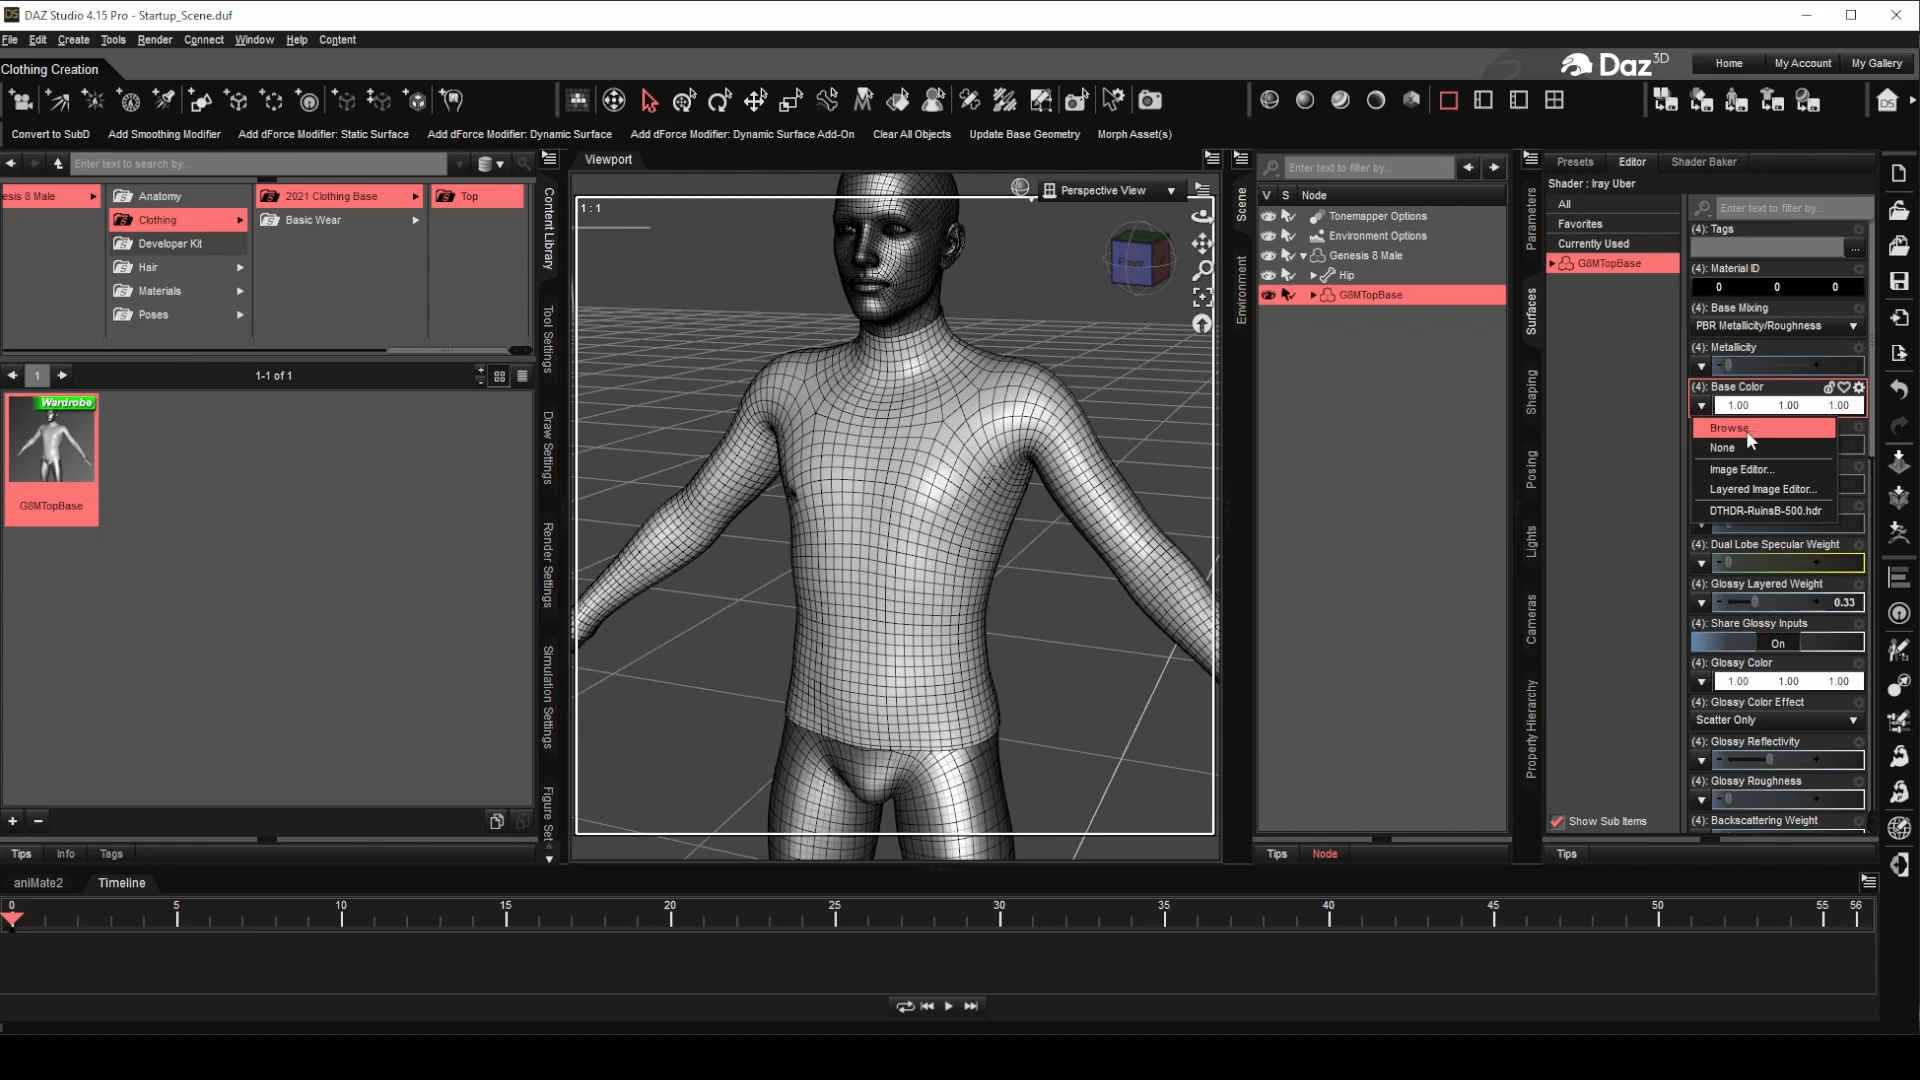 DAZ Studio 4.15 Pro - Startup_Scene.duf
File Edit Create Tools Render Connect Window Help Content
Clothing Creation
Daz 3D
Home My Account My Gallery
Convert to SubD Add Smoothing Modifier Add dForce Modifier: Static Surface Add dForce Modifier: Dynamic Surface Add dForce Modifier: Dynamic Surface Add-On Clear All Objects Update Base Geometry Morph Asset(s)
Enter text to search by...
esis 8 Male
Anatomy
Clothing
Developer Kit
Hair
Materials
Poses
2021 Clothing Base
Basic Wear
Top
1
1-1 of 1
Wardrobe
G8MTopBase
Tips Info Tags
Content Library
Tool Settings
Draw Settings
Render Settings
Simulation Settings
Figure Set
Viewport
1 : 1
Perspective View
Front
Scene
Environment
Enter text to filter by...
V S Node
Tonemapper Options
Environment Options
Genesis 8 Male
Hip
G8MTopBase
Tips Node
Parameters
Surfaces
Shaping
Posing
Lights
Cameras
Property Hierarchy
Presets Editor Shader Baker
Shader : Iray Uber
All
Favorites
Currently Used
G8MTopBase
Show Sub Items
Tips
Enter text to filter by...
(4): Tags
...
(4): Material ID
0 0 0
(4): Base Mixing
PBR Metallicity/Roughness
(4): Metallicity
(4): Base Color
1.00 1.00 1.00
Browse...
None
Image Editor...
Layered Image Editor...
DTHDR-RuinsB-500.hdr
(4): Dual Lobe Specular Weight
(4): Glossy Layered Weight
0.33
(4): Share Glossy Inputs
On
(4): Glossy Color
1.00 1.00 1.00
(4): Glossy Color Effect
Scatter Only
(4): Glossy Reflectivity
(4): Glossy Roughness
(4): Backscattering Weight
aniMate2 Timeline
0 5 10 15 20 25 30 35 40 45 50 55 56